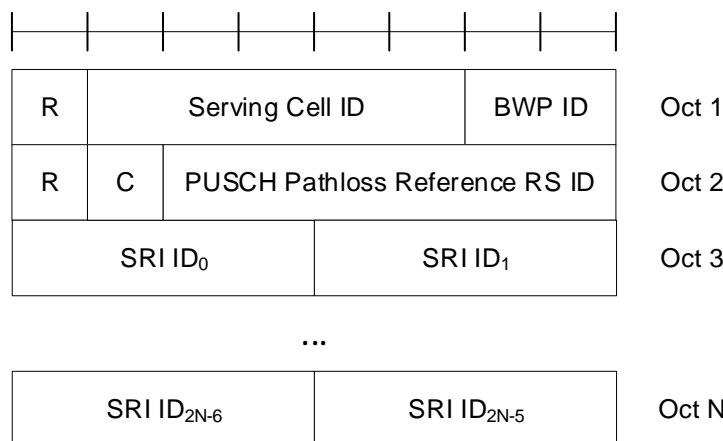 R Serving Cell ID BWP ID Oct 1
R C PUSCH Pathloss Reference RS ID Oct 2
SRI ID₀ SRI ID₁ Oct 3
...
SRI ID₂N₋₆ SRI ID₂N₋₅ Oct N